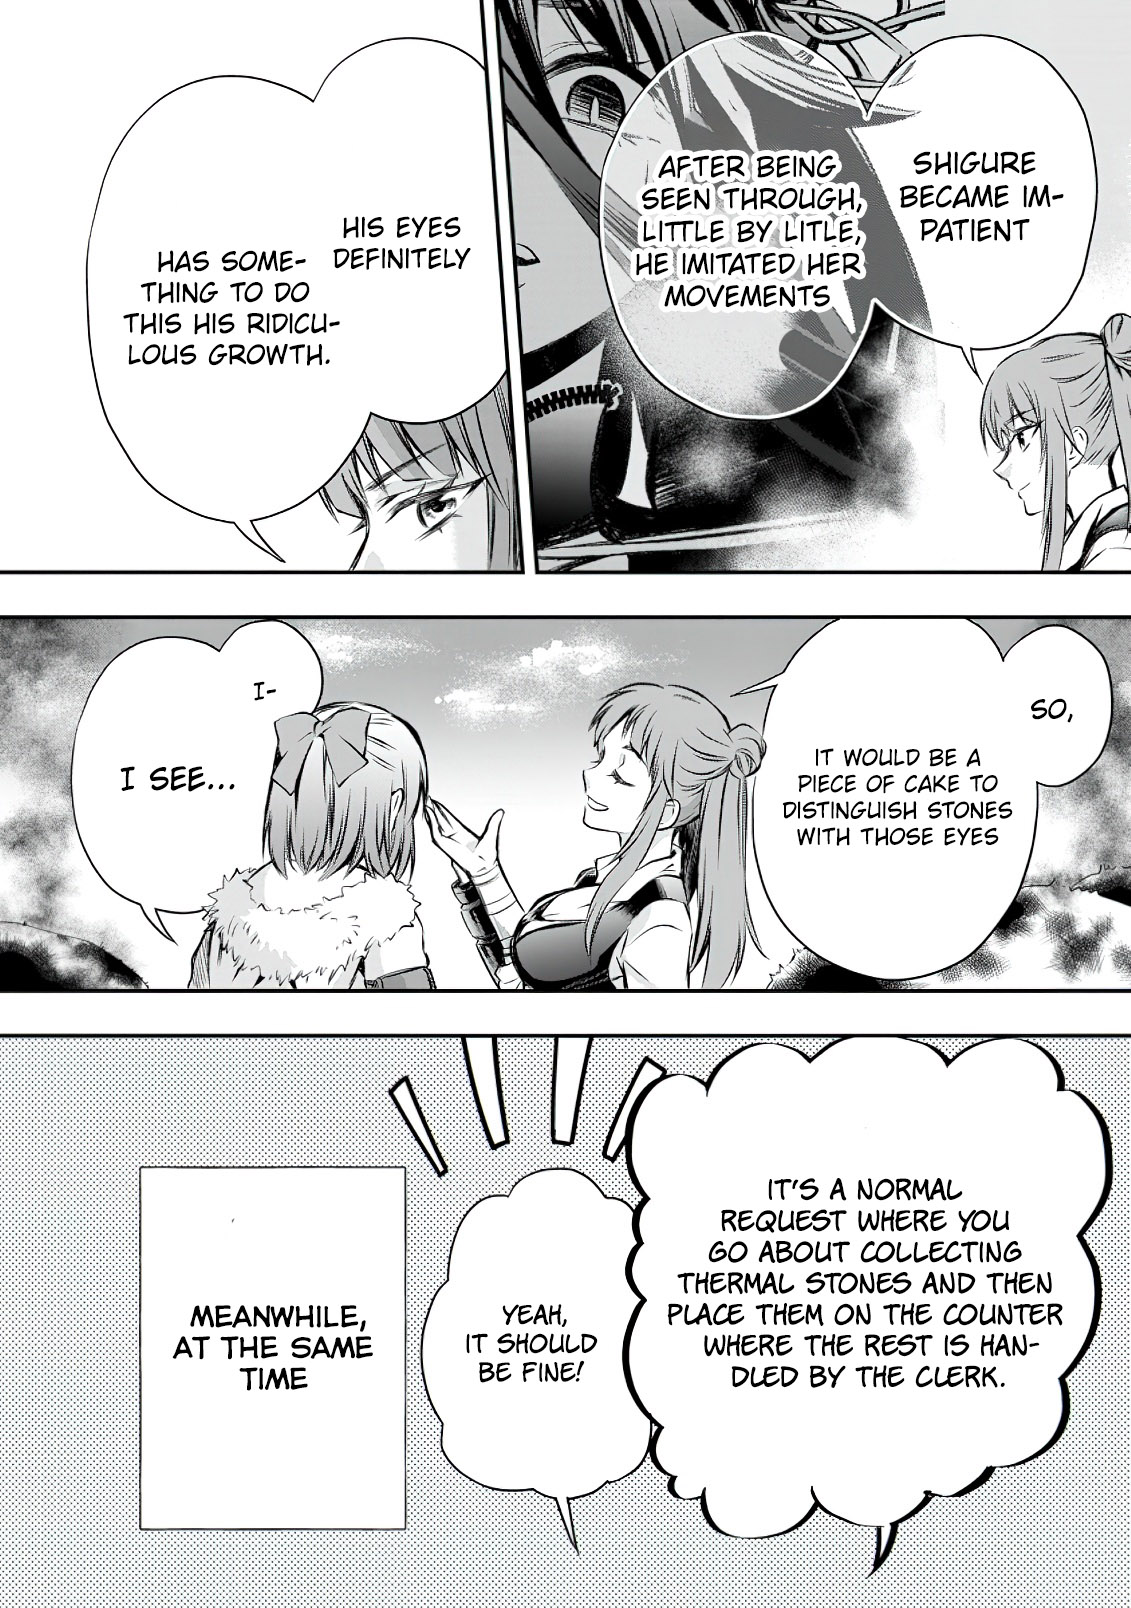 SHIGURE
BECAME IM-
PATIENT
AFTER BEING
SEEN THROUGH,
LITTLE BY LITLE,
HE IMITATED HER
MOVEMENTS
HIS EYES
DEFINITELY
HAS SOME-
THING TO DO
THIS HIS RIDICU-
LOUS GROWTH.
SO,
IT WOULD BE A
PIECE OF CAKE TO
DISTINGUISH STONES
WITH THOSE EYES
I-
I SEE...
IT'S A NORMAL
REQUEST WHERE YOU
GO ABOUT COLLECTING
THERMAL STONES AND THEN
PLACE THEM ON THE COUNTER
WHERE THE REST IS HAN-
DLED BY THE CLERK.
YEAH,
IT SHOULD
BE FINE!
MEANWHILE,
AT THE SAME
TIME